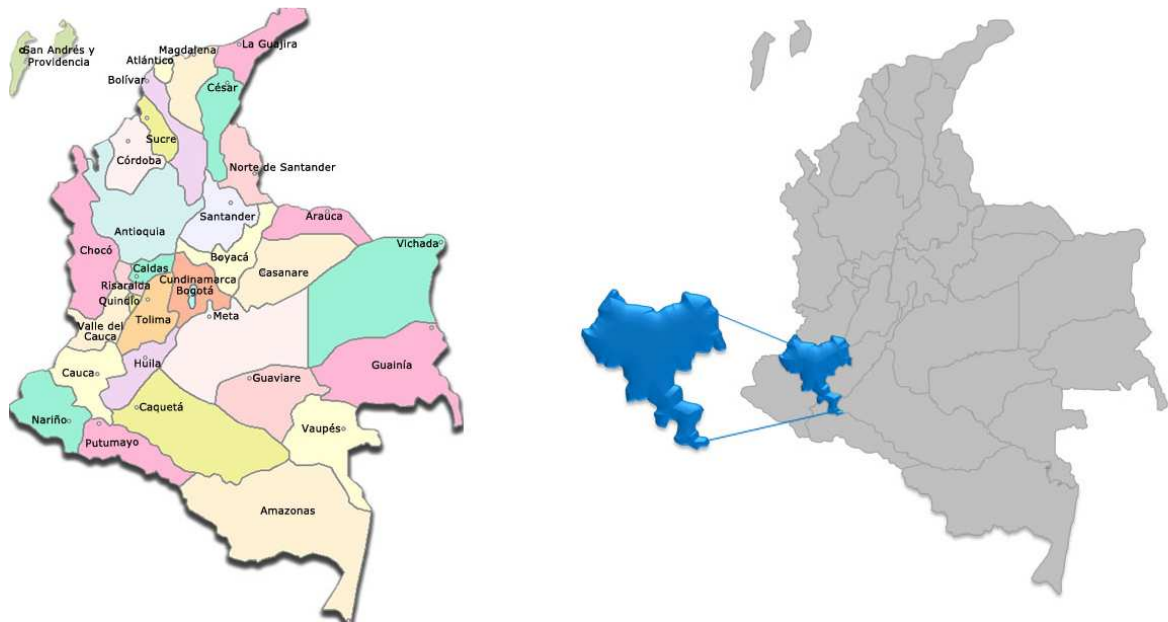 San Andrés y
Providencia
Magdalena
La Guajira
Atlántico
Bolívar
César
Sucre
Córdoba
Norte de Santander
Santander
Araüca
Antioquia
Vichada
Chocó
Boyacá
Caldas
Casanare
Cundinamarca
Risaralda
Bogotá
Quindío
Meta
Tolima
Valle del
Cauca
Hüila
Guainía
Cauca
Guaviare
Caquetá
Nariño
Vaupés
Putumayo
Amazonas